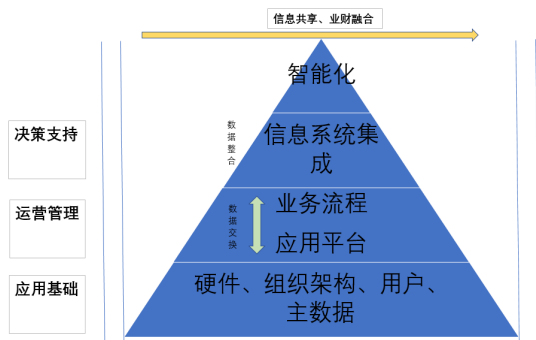 信息共享、业财融合
智能化
决策支持
数据整合
信息系统集
成
运营管理
数据交换
业务流程
应用平台
应用基础
硬件、组织架构、用户、
主数据